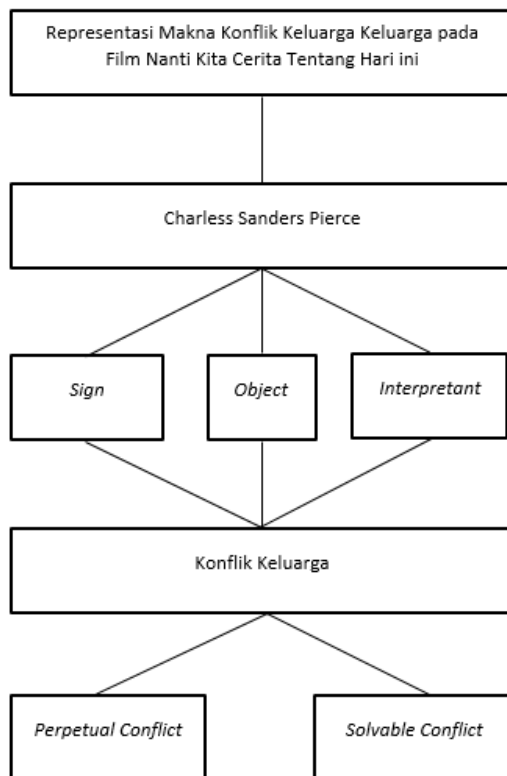 Representasi Makna Konflik Keluarga Keluarga pada
Film Nanti Kita Cerita Tentang Hari ini
Charless Sanders Pierce
Sign
Object
Interpretant
Konflik Keluarga
Perpetual Conflict
Solvable Conflict